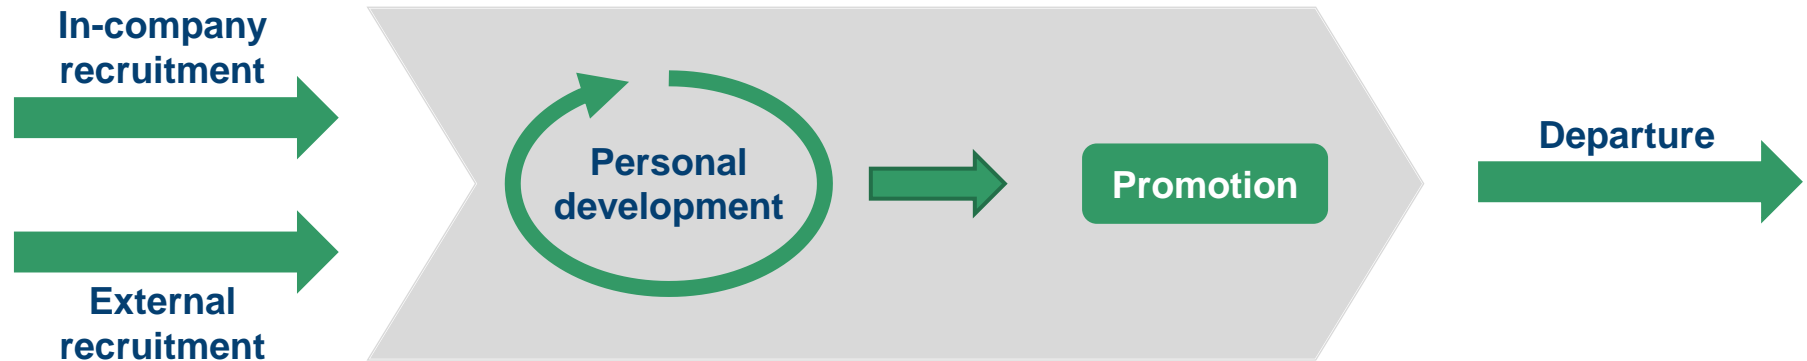 In-company
recruitment
External
recruitment
Personal
development
Promotion
Departure